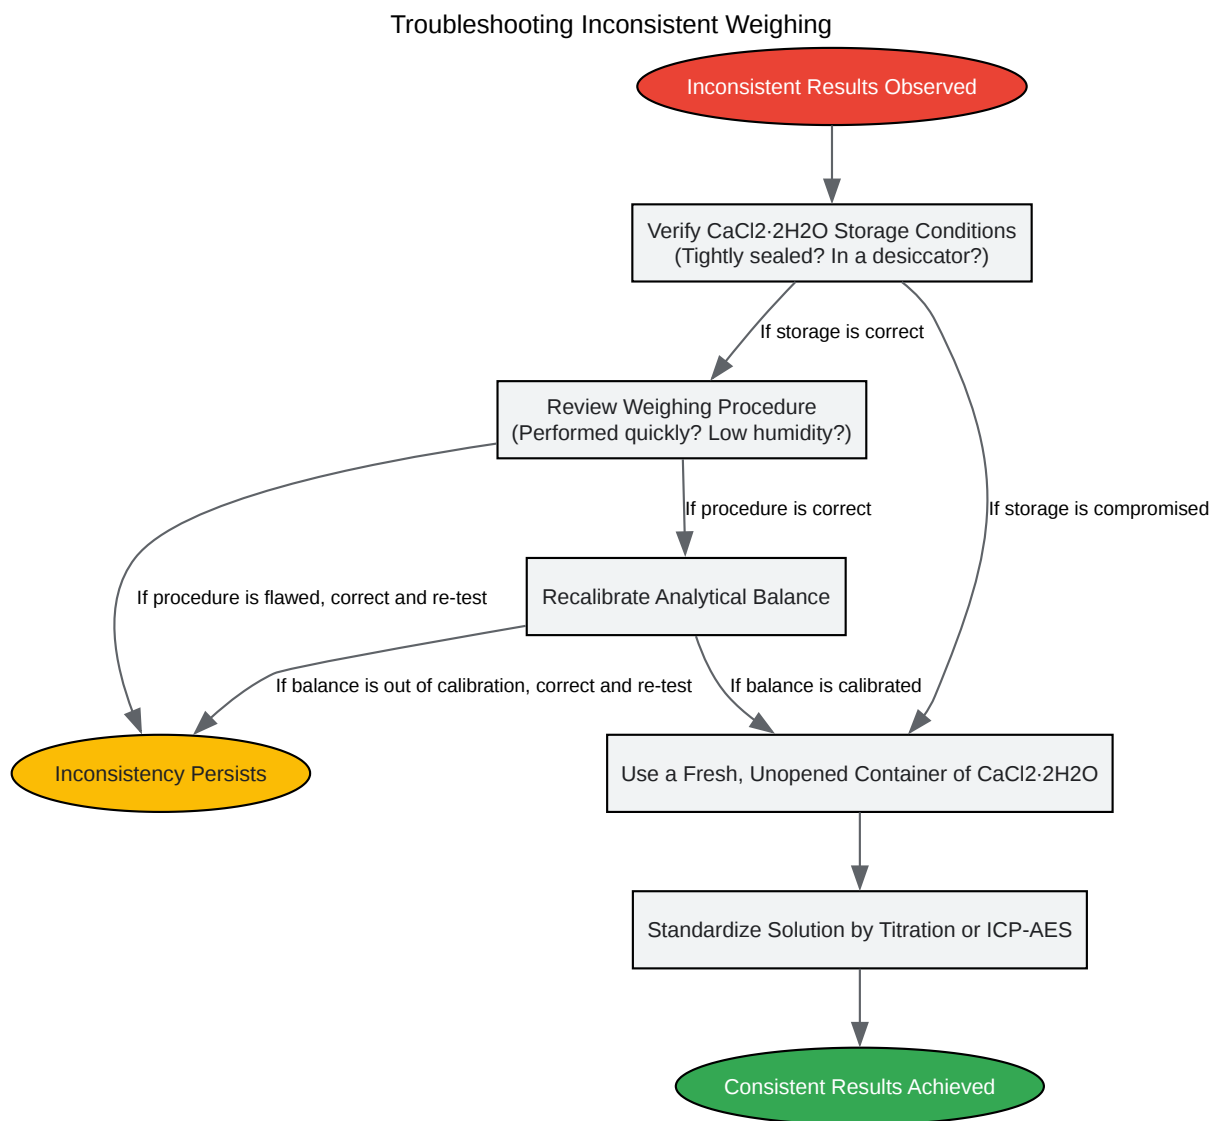 Troubleshooting Inconsistent Weighing
Inconsistent Results Observed
Verify CaCl2·2H2O Storage Conditions
(Tightly sealed? In a desiccator?)
If storage is correct
Review Weighing Procedure
(Performed quickly? Low humidity?)
If procedure is correct
If storage is compromised
Recalibrate Analytical Balance
If procedure is flawed, correct and re-test
If balance is out of calibration, correct and re-test
If balance is calibrated
Inconsistency Persists
Use a Fresh, Unopened Container of CaCl2·2H2O
Standardize Solution by Titration or ICP-AES
Consistent Results Achieved